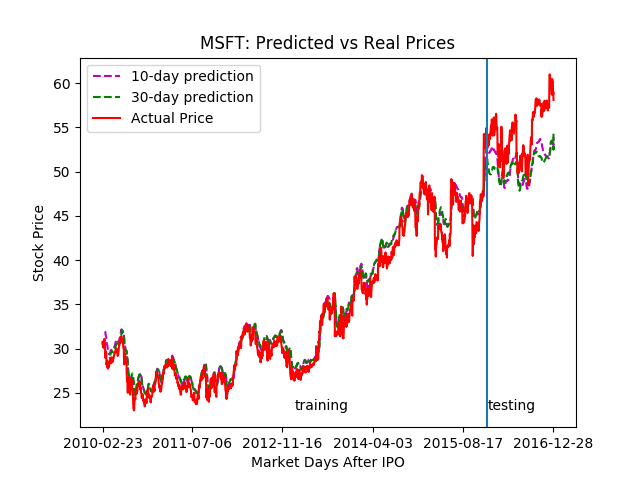 MSFT: Predicted vs Real Prices
10-day prediction
30-day prediction
Actual Price
60
55
50
45
40
35
30
25
Stock Price
training
testing
2010-02-23 2011-07-06 2012-11-16 2014-04-03 2015-08-17 2016-12-28
Market Days After IPO